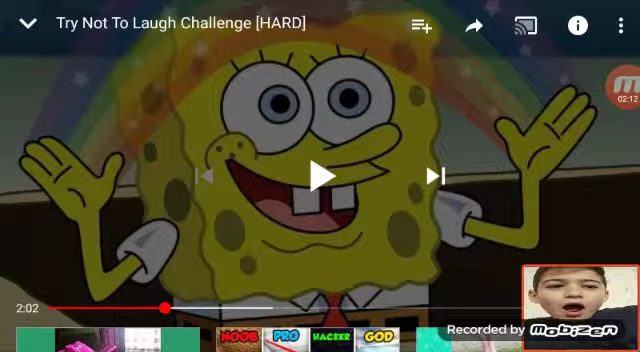 Try Not To Laugh Challenge [HARD]
02:12
2:02
NOOB PRO HACKER GOD
Recorded by Mobizen